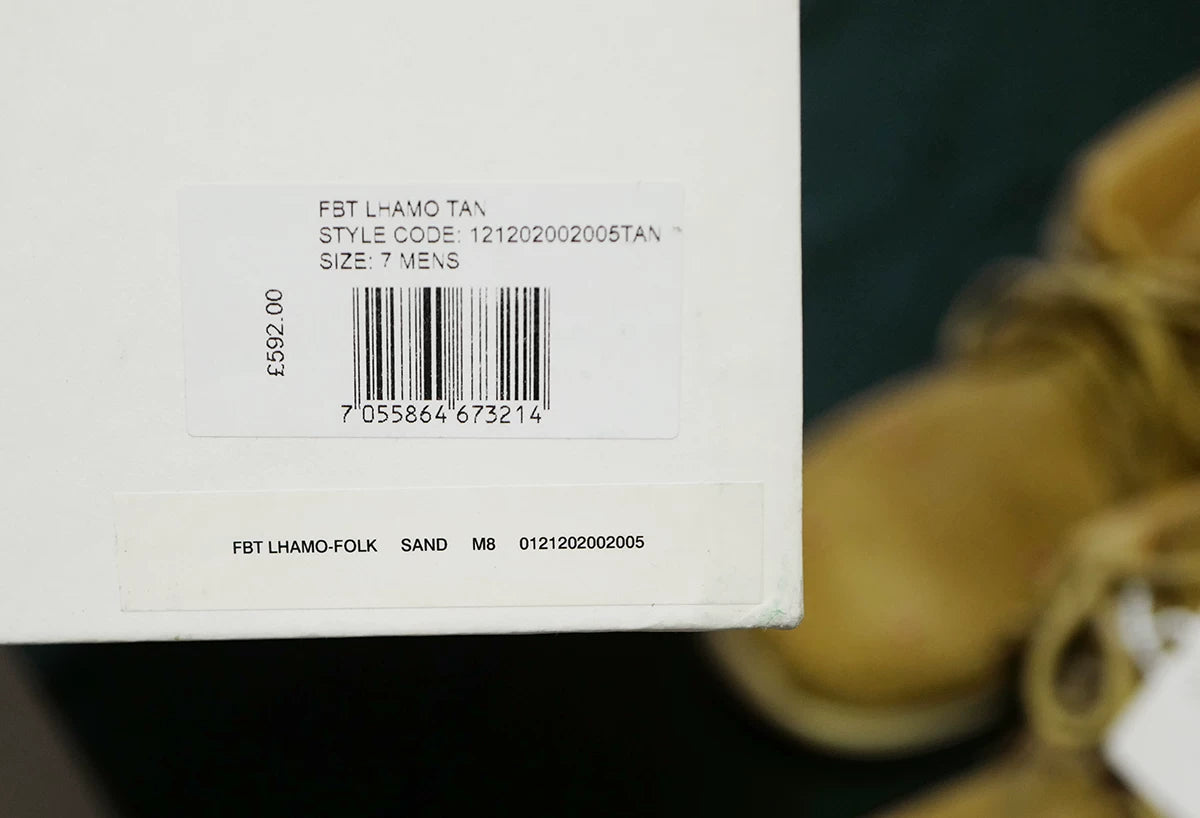 FBT LHAMO TAN
STYLE CODE: 121202002005TAN
SIZE: 7 MENS
£592.00
7 055864 673214
FBT LHAMO-FOLK SAND M8 0121202002005